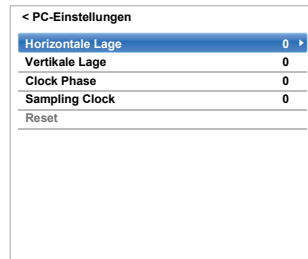 < PC-Einstellungen
Horizontale Lage 0
Vertikale Lage 0
Clock Phase 0
Sampling Clock 0
Reset